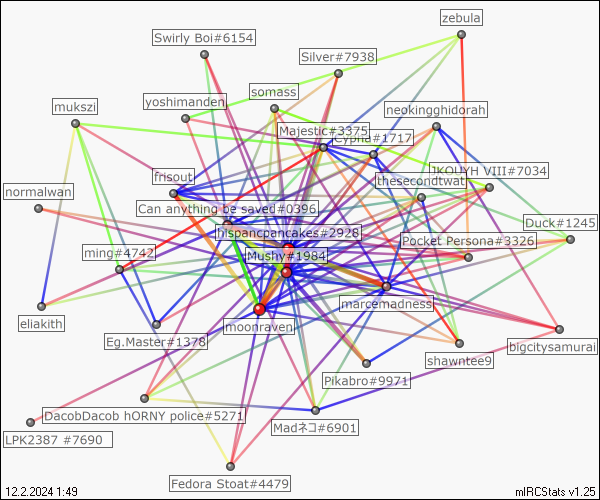 zebula
Swirly Boi#6154
Silver#7938
somass
yoshimanden
mukszi
neokingghidorah
Majestic#3375
Cypria#1717
frisout
thesecondtwat
JKOUYH VIII#7034
normalwan
Can anything be saved#0396
Duck#1245
hispanicpancakes#2928
Pocket Persona#3326
ming#4742
Mushy#1984
marcemadness
eliakith
moonraven
Eg.Master#1378
bigcitysamurai
shawntee9
Pikabro#9971
DacobDacob hORNY police#5271
Madネコ#6901
LPK2387 #7690
Fedora Stoat#4479
12.2.2024 1:49
mIRCStats v1.25